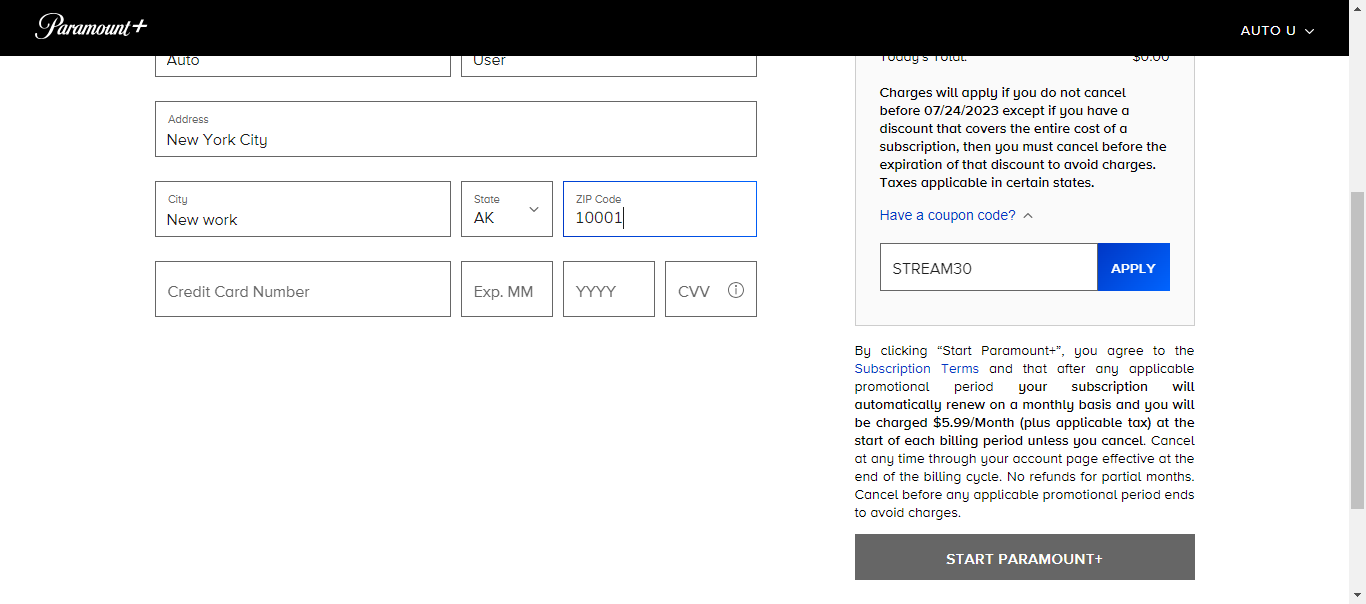 Paramount+
AUTO U
Auto
User
Address
New York City
City
New work
State
AK
ZIP Code
10001
Credit Card Number
Exp. MM
YYYY
CVV
Today's Total:
$0.00
Charges will apply if you do not cancel
before 07/24/2023 except if you have a
discount that covers the entire cost of a
subscription, then you must cancel before the
expiration of that discount to avoid charges.
Taxes applicable in certain states.
Have a coupon code?
STREAM30
APPLY
By clicking “Start Paramount+”, you agree to the
Subscription Terms and that after any applicable
promotional period your subscription will
automatically renew on a monthly basis and you will
be charged $5.99/Month (plus applicable tax) at the
start of each billing period unless you cancel. Cancel
at any time through your account page effective at the
end of the billing cycle. No refunds for partial months.
Cancel before any applicable promotional period ends
to avoid charges.
START PARAMOUNT+